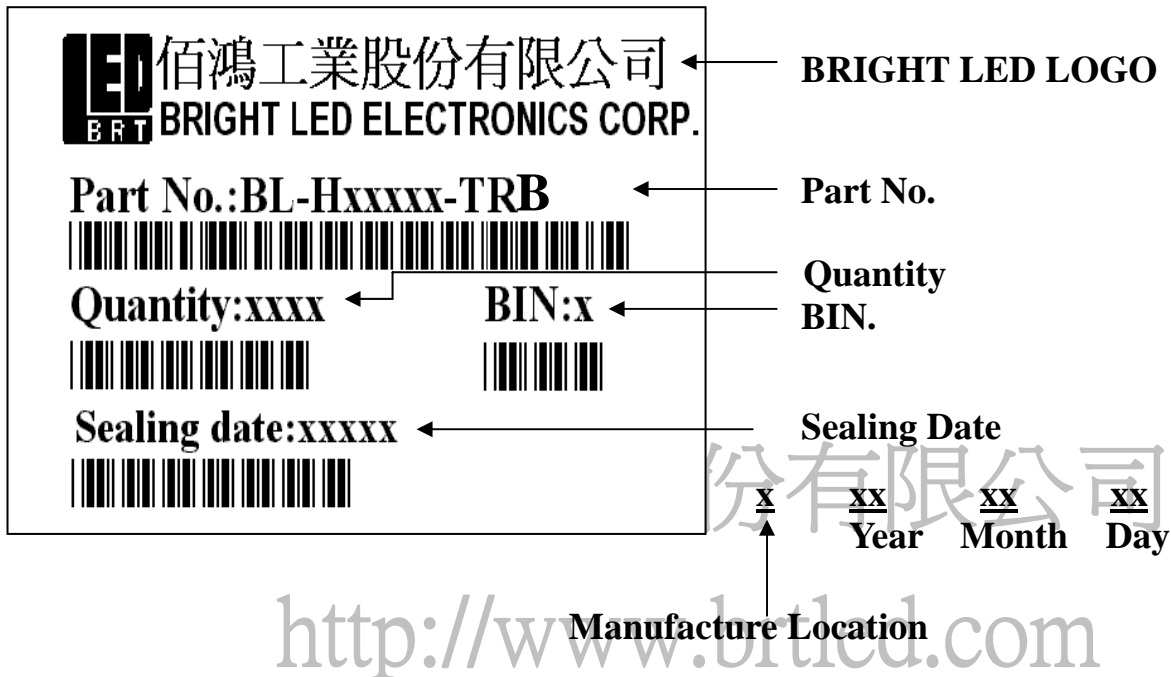 LED 佰鴻工業股份有限公司
BRT BRIGHT LED ELECTRONICS CORP.
BRIGHT LED LOGO
Part No.:BL-Hxxxxx-TRB
Part No.
Quantity:xxxx
BIN:x
Quantity
BIN.
Sealing date:xxxxx
Sealing Date
份有限公司
x xx xx xx
Year Month Day
Manufacture Location
http://www.brtled.com